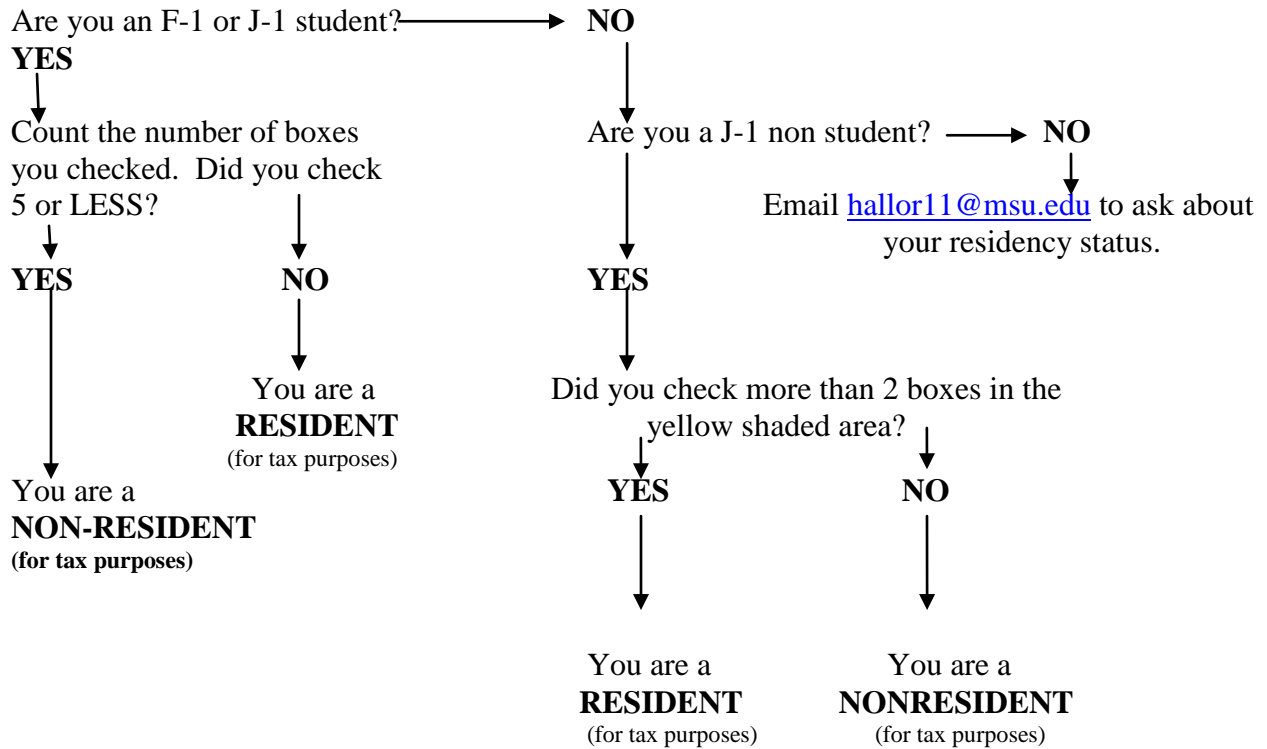 Are you an F-1 or J-1 student?
NO
YES
Count the number of boxes
you checked. Did you check
5 or LESS?
Are you a J-1 non student?
NO
Email hallor11@msu.edu to ask about
your residency status.
YES
NO
YES
You are a
RESIDENT
(for tax purposes)
Did you check more than 2 boxes in the
yellow shaded area?
You are a
NON-RESIDENT
(for tax purposes)
YES
NO
You are a
RESIDENT
(for tax purposes)
You are a
NONRESIDENT
(for tax purposes)